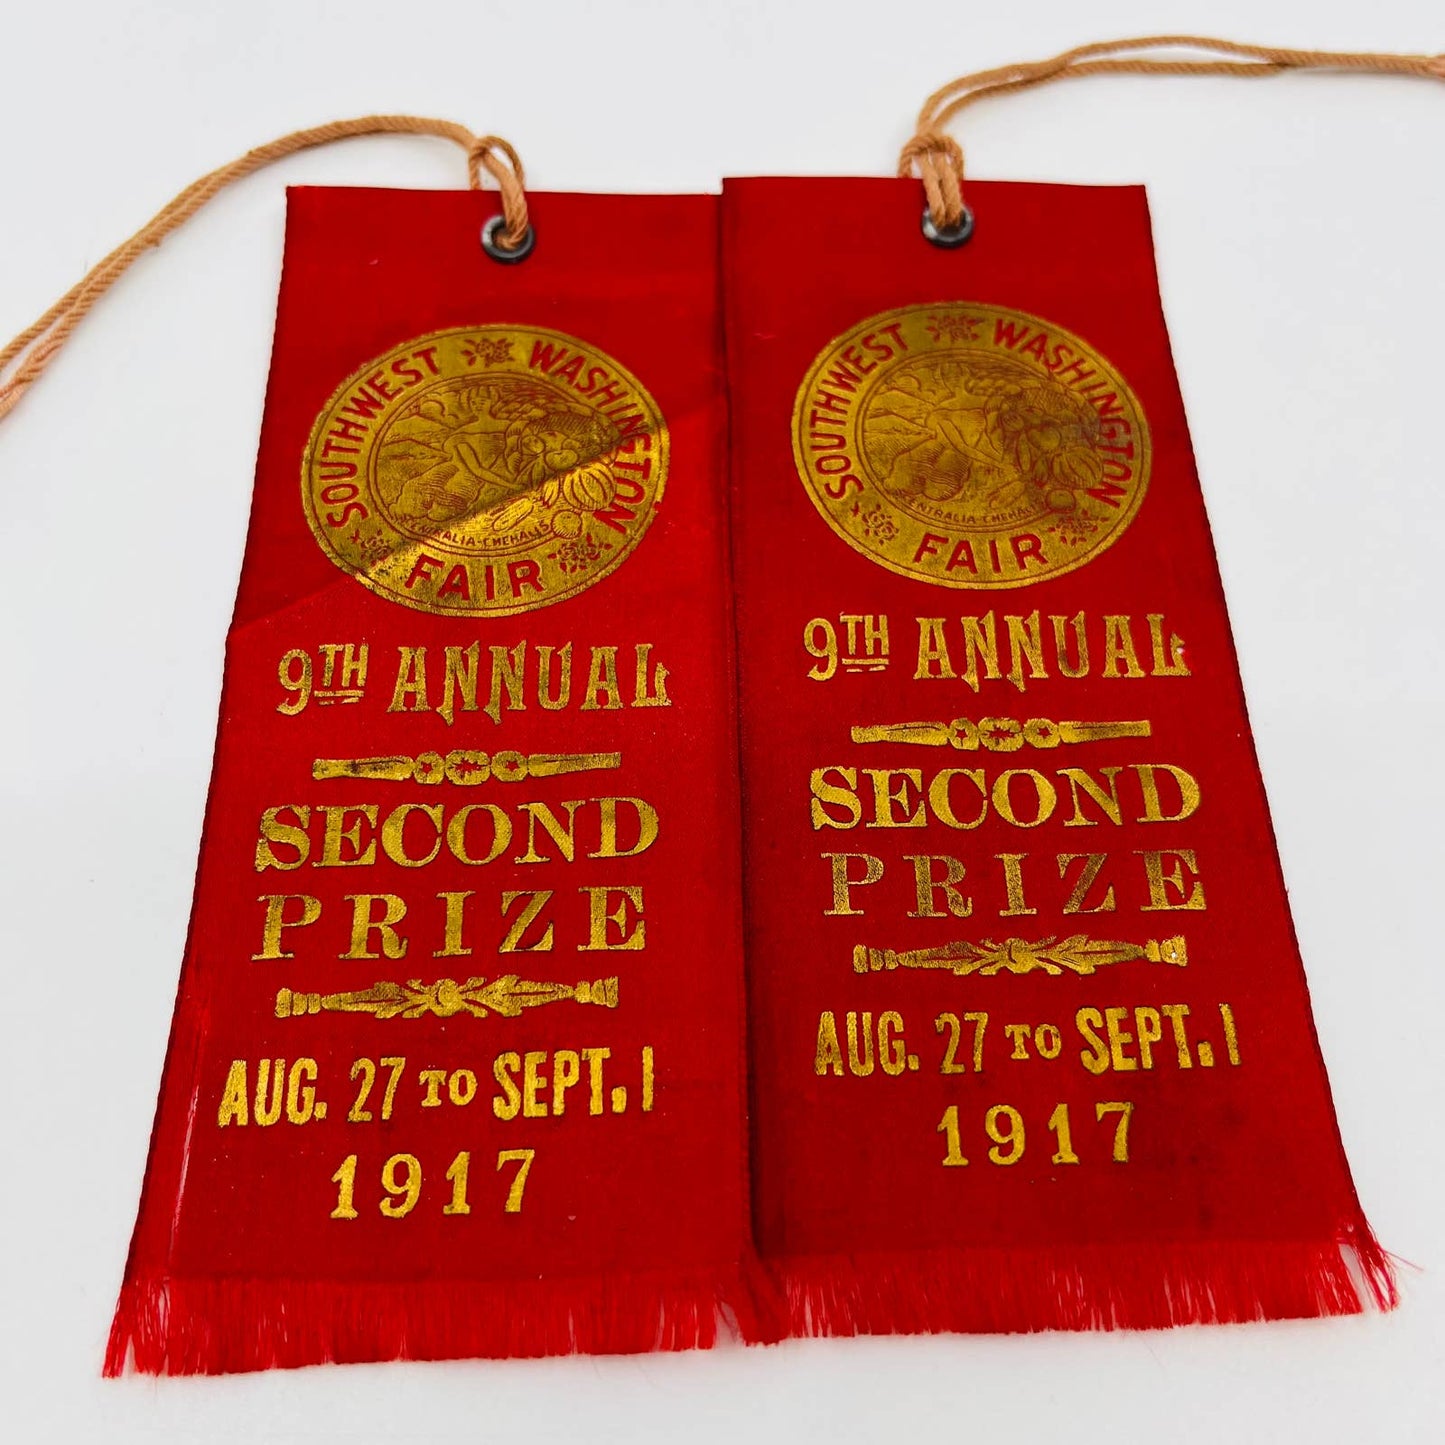 SOUTHWEST WASHINGTON
CENTRALIA-CHEHALIS
FAIR
9TH ANNUAL
SECOND
PRIZE
AUG. 27 TO SEPT. 1
1917
SOUTHWEST WASHINGTON
CENTRALIA-CHEHALIS
FAIR
9TH ANNUAL
SECOND
PRIZE
AUG. 27 TO SEPT. 1
1917